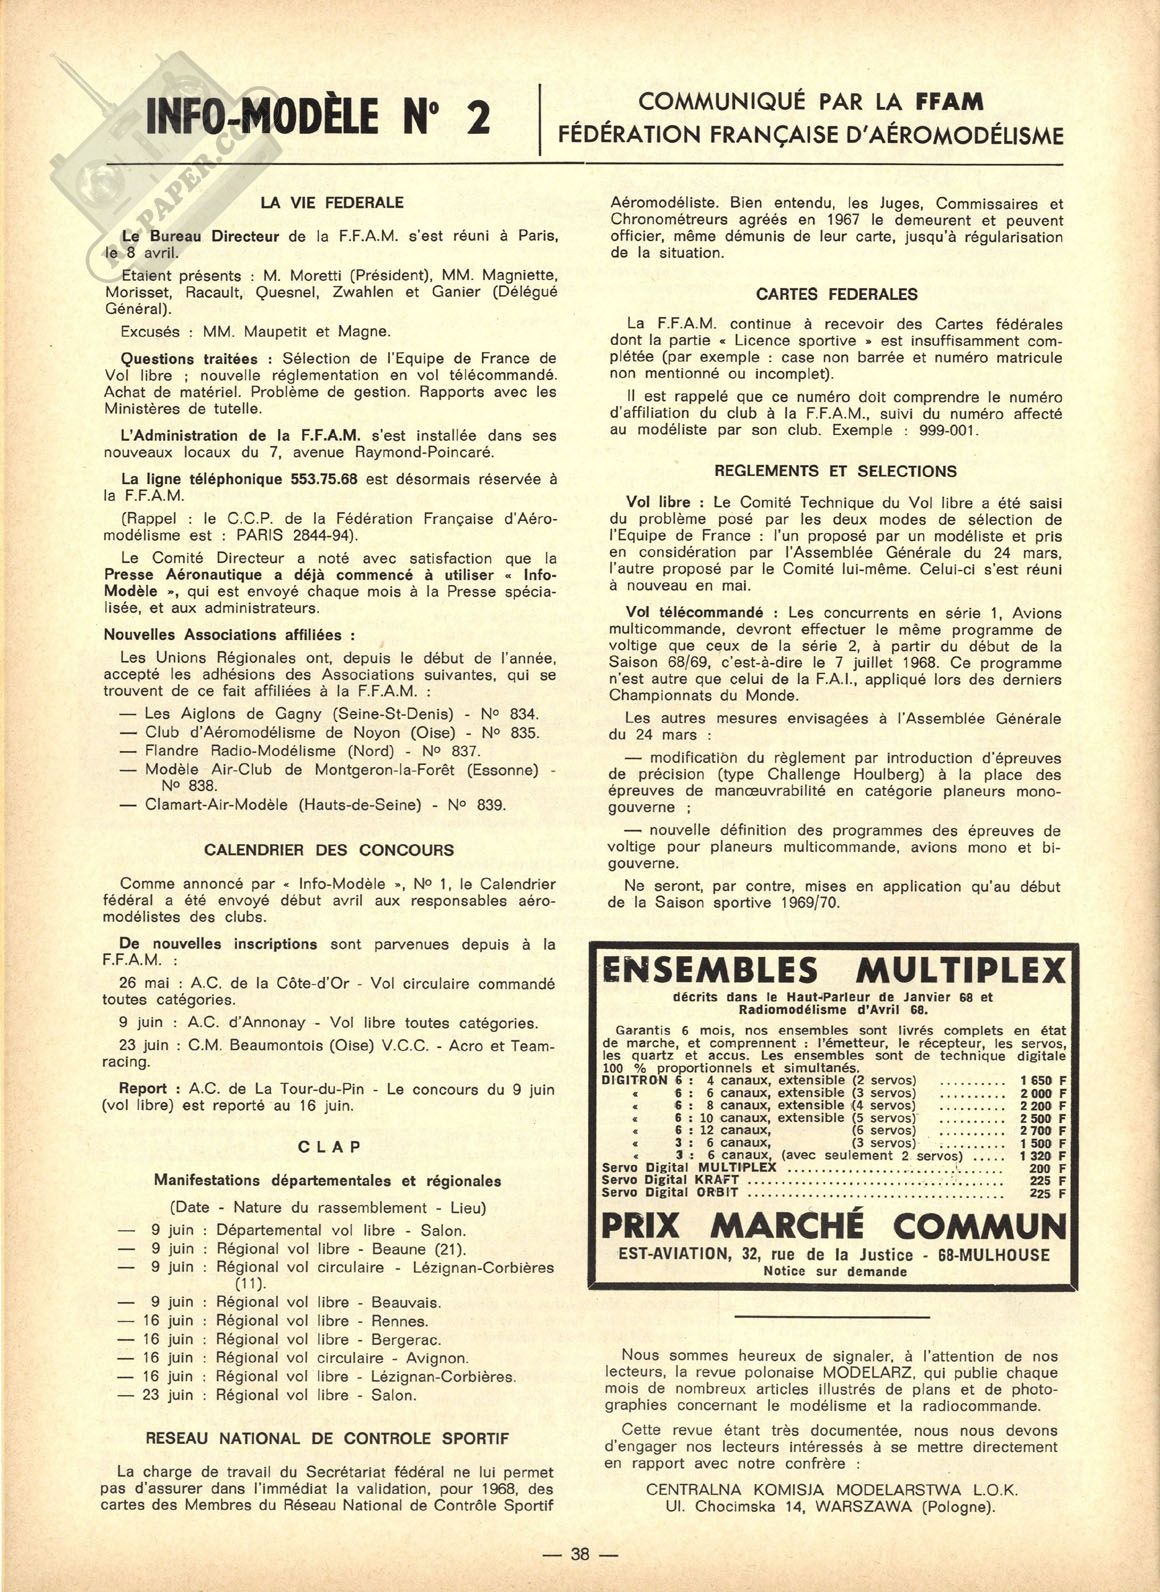 INFO-MODÈLE N° 2
COMMUNIQUÉ PAR LA FFAM
FÉDÉRATION FRANÇAISE D'AÉROMODÉLISME
RC-PAPER.COM
LA VIE FEDERALE
Le Bureau Directeur de la F.F.A.M. s'est réuni à Paris,
le 8 avril.
Etaient présents : M. Moretti (Président), MM. Magniette,
Morisset, Racault, Quesnel, Zwahlen et Ganier (Délégué
Général).
Excusés : MM. Maupetit et Magne.
Questions traitées : Sélection de l'Equipe de France de
Vol libre ; nouvelle réglementation en vol télécommandé.
Achat de matériel. Problème de gestion. Rapports avec les
Ministères de tutelle.
L'Administration de la F.F.A.M. s'est installée dans ses
nouveaux locaux du 7, avenue Raymond-Poincaré.
La ligne téléphonique 553.75.68 est désormais réservée à
la F.F.A.M.
(Rappel : le C.C.P. de la Fédération Française d'Aéro-
modélisme est : PARIS 2844-94).
Le Comité Directeur a noté avec satisfaction que la
Presse Aéronautique a déjà commencé à utiliser « Info-
Modèle », qui est envoyé chaque mois à la Presse spécia-
lisée, et aux administrateurs.
Nouvelles Associations affiliées :
Les Unions Régionales ont, depuis le début de l'année,
accepté les adhésions des Associations suivantes, qui se
trouvent de ce fait affiliées à la F.F.A.M. :
— Les Aiglons de Gagny (Seine-St-Denis) - N° 834.
— Club d'Aéromodélisme de Noyon (Oise) - N° 835.
— Flandre Radio-Modélisme (Nord) - N° 837.
— Modèle Air-Club de Montgeron-la-Forêt (Essonne) -
N° 838.
— Clamart-Air-Modèle (Hauts-de-Seine) - N° 839.
CALENDRIER DES CONCOURS
Comme annoncé par « Info-Modèle », N° 1, le Calendrier
fédéral a été envoyé début avril aux responsables aéro-
modélistes des clubs.
De nouvelles inscriptions sont parvenues depuis à la
F.F.A.M. :
26 mai : A.C. de la Côte-d'Or - Vol circulaire commandé
toutes catégories.
9 juin : A.C. d'Annonay - Vol libre toutes catégories.
23 juin : C.M. Beaumontois (Oise) V.C.C. - Acro et Team-
racing.
Report : A.C. de La Tour-du-Pin - Le concours du 9 juin
(vol libre) est reporté au 16 juin.
CLAP
Manifestations départementales et régionales
(Date - Nature du rassemblement - Lieu)
— 9 juin : Départemental vol libre - Salon.
— 9 juin : Régional vol libre - Beaune (21).
— 9 juin : Régional vol circulaire - Lézignan-Corbières
(11).
— 9 juin : Régional vol libre - Beauvais.
— 16 juin : Régional vol libre - Rennes.
— 16 juin : Régional vol libre - Bergerac.
— 16 juin : Régional vol circulaire - Avignon.
— 16 juin : Régional vol libre - Lézignan-Corbières.
— 23 juin : Régional vol libre - Salon.
RESEAU NATIONAL DE CONTROLE SPORTIF
La charge de travail du Secrétariat fédéral ne lui permet
pas d'assurer dans l'immédiat la validation, pour 1968, des
cartes des Membres du Réseau National de Contrôle Sportif
Aéromodéliste. Bien entendu, les Juges, Commissaires et
Chronométreurs agréés en 1967 le demeurent et peuvent
officier, même démunis de leur carte, jusqu'à régularisation
de la situation.
CARTES FEDERALES
La F.F.A.M. continue à recevoir des Cartes fédérales
dont la partie « Licence sportive » est insuffisamment com-
plétée (par exemple : case non barrée et numéro matricule
non mentionné ou incomplet).
Il est rappelé que ce numéro doit comprendre le numéro
d'affiliation du club à la F.F.A.M., suivi du numéro affecté
au modéliste par son club. Exemple : 999-001.
REGLEMENTS ET SELECTIONS
Vol libre : Le Comité Technique du Vol libre a été saisi
du problème posé par les deux modes de sélection de
l'Equipe de France : l'un proposé par un modéliste et pris
en considération par l'Assemblée Générale du 24 mars,
l'autre proposé par le Comité lui-même. Celui-ci s'est réuni
à nouveau en mai.
Vol télécommandé : Les concurrents en série 1, Avions
multicommande, devront effectuer le même programme de
voltige que ceux de la série 2, à partir du début de la
Saison 68/69, c'est-à-dire le 7 juillet 1968. Ce programme
n'est autre que celui de la F.A.I., appliqué lors des derniers
Championnats du Monde.
Les autres mesures envisagées à l'Assemblée Générale
du 24 mars :
— modification du règlement par introduction d'épreuves
de précision (type Challenge Houlberg) à la place des
épreuves de manœuvrabilité en catégorie planeurs mono-
gouverne ;
— nouvelle définition des programmes des épreuves de
voltige pour planeurs multicommande, avions mono et bi-
gouverne.
Ne seront, par contre, mises en application qu'au début
de la Saison sportive 1969/70.
ENSEMBLES MULTIPLEX
décrits dans le Haut-Parleur de Janvier 68 et
Radiomodélisme d'Avril 68.
Garantis 6 mois, nos ensembles sont livrés complets en état
de marche, et comprennent : l'émetteur, le récepteur, les servos,
les quartz et accus. Les ensembles sont de technique digitale
100 % proportionnels et simultanés.
DIGITRON 6 : 4 canaux, extensible (2 servos) .......... 1 650 F
« 6 : 6 canaux, extensible (3 servos) .......... 2 000 F
« 6 : 8 canaux, extensible (4 servos) .......... 2 200 F
« 6 : 10 canaux, extensible (5 servos) .......... 2 500 F
« 6 : 12 canaux, (6 servos) .......... 2 700 F
« 3 : 6 canaux, (3 servos) .......... 1 500 F
« 3 : 6 canaux, (avec seulement 2 servos) ..... 1 320 F
Servo Digital MULTIPLEX ................................ 200 F
Servo Digital KRAFT ...................................... 225 F
Servo Digital ORBIT ...................................... 225 F
PRIX MARCHÉ COMMUN
EST-AVIATION, 32, rue de la Justice - 68-MULHOUSE
Notice sur demande
Nous sommes heureux de signaler, à l'attention de nos
lecteurs, la revue polonaise MODELARZ, qui publie chaque
mois de nombreux articles illustrés de plans et de photo-
graphies concernant le modélisme et la radiocommande.
Cette revue étant très documentée, nous nous devons
d'engager nos lecteurs intéressés à se mettre directement
en rapport avec notre confrère :
CENTRALNA KOMISJA MODELARSTWA L.O.K.
Ul. Chocimska 14, WARSZAWA (Pologne).
— 38 —